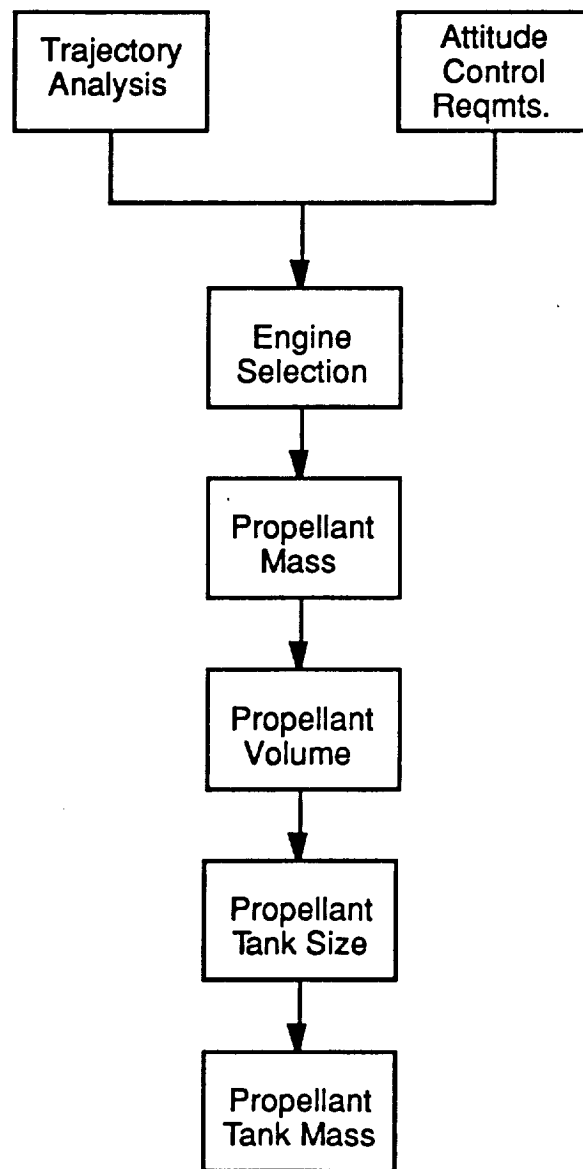 Trajectory
Analysis
Attitude
Control
Reqmts.
Engine
Selection
Propellant
Mass
Propellant
Volume
Propellant
Tank Size
Propellant
Tank Mass